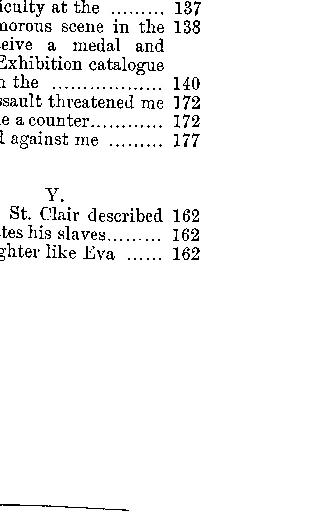 iculty at the ......... 137
morous scene in the 138
eive a medal and
Exhibition catalogue
n the .................. 140
ssault threatened me 172
e a counter............ 172
l against me ......... 177
Y.
St. Clair described 162
tes his slaves......... 162
ghter like Eva ...... 162